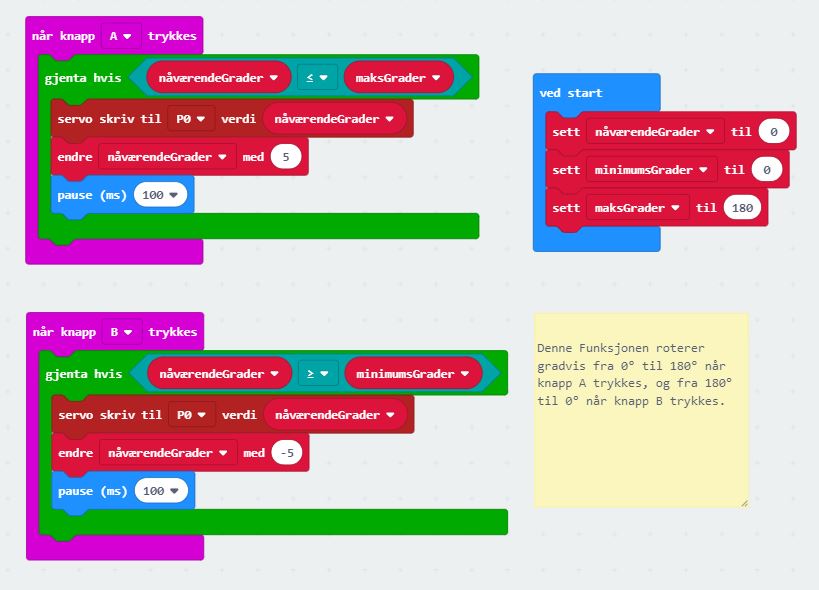 når knapp A trykkes
gjenta hvis nåværendeGrader ≤ maksGrader
servo skriv til P0 verdi nåværendeGrader
endre nåværendeGrader med 5
pause (ms) 100
ved start
sett nåværendeGrader til 0
sett minimumsGrader til 0
sett maksGrader til 180
når knapp B trykkes
gjenta hvis nåværendeGrader ≥ minimumsGrader
servo skriv til P0 verdi nåværendeGrader
endre nåværendeGrader med -5
pause (ms) 100
Denne Funksjonen roterer
gradvis fra 0° til 180° når
knapp A trykkes, og fra 180°
til 0° når knapp B trykkes.